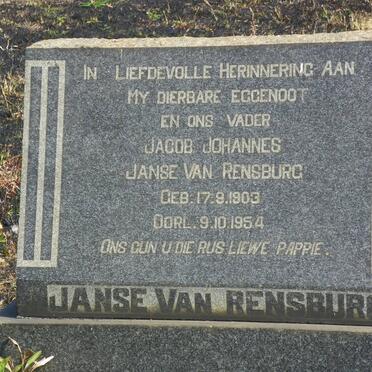 In Liefdevolle Herinnering Aan
My dierbare eggenoot
en ons vader
Jacob Johannes
Janse Van Rensburg
Geb. 17.9.1903
Oorl. 9.10.1954
Ons gun u die rus liewe pappie.
Janse Van Rensburg